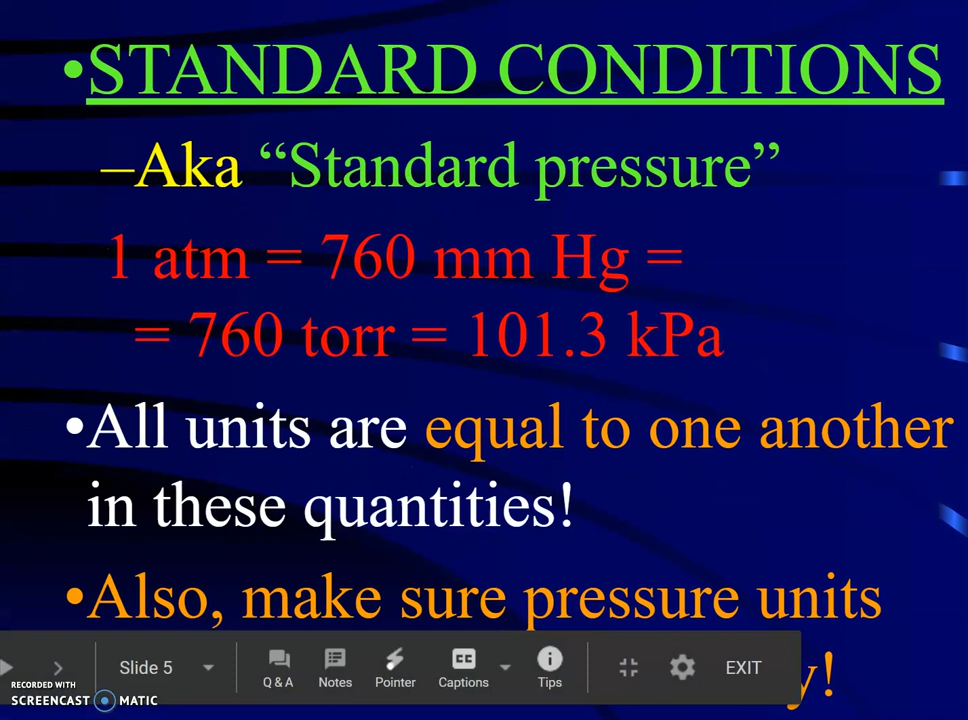 •STANDARD CONDITIONS
–Aka “Standard pressure”
1 atm = 760 mm Hg =
= 760 torr = 101.3 kPa
•All units are equal to one another
in these quantities!
•Also, make sure pressure units
Slide 5
Q & A
Notes
Pointer
Captions
Tips
EXIT
RECORDED WITH
SCREENCAST MATIC